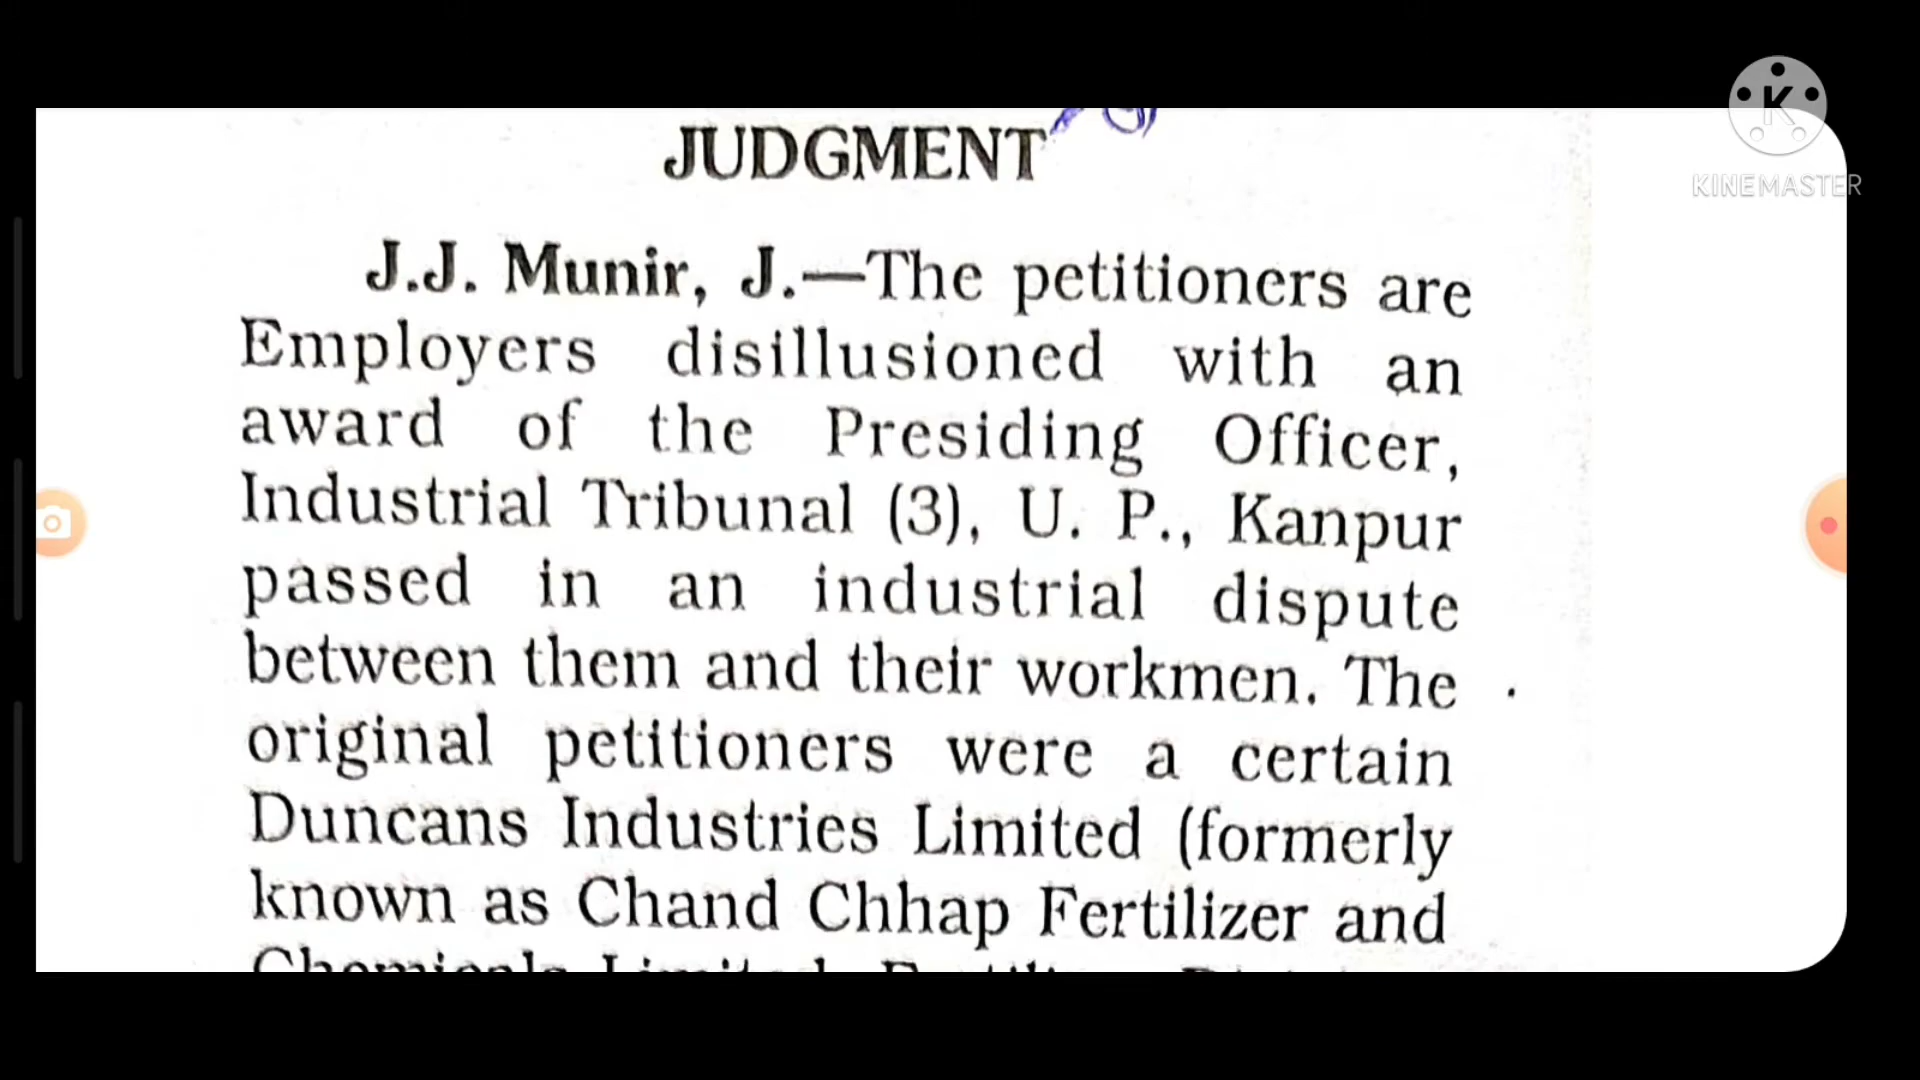 JUDGMENT
K
KINEMASTER
J.J. Munir, J.—The petitioners are
Employers disillusioned with an
award of the Presiding Officer,
Industrial Tribunal (3), U. P., Kanpur
passed in an industrial dispute
between them and their workmen. The
original petitioners were a certain
Duncans Industries Limited (formerly
known as Chand Chhap Fertilizer and